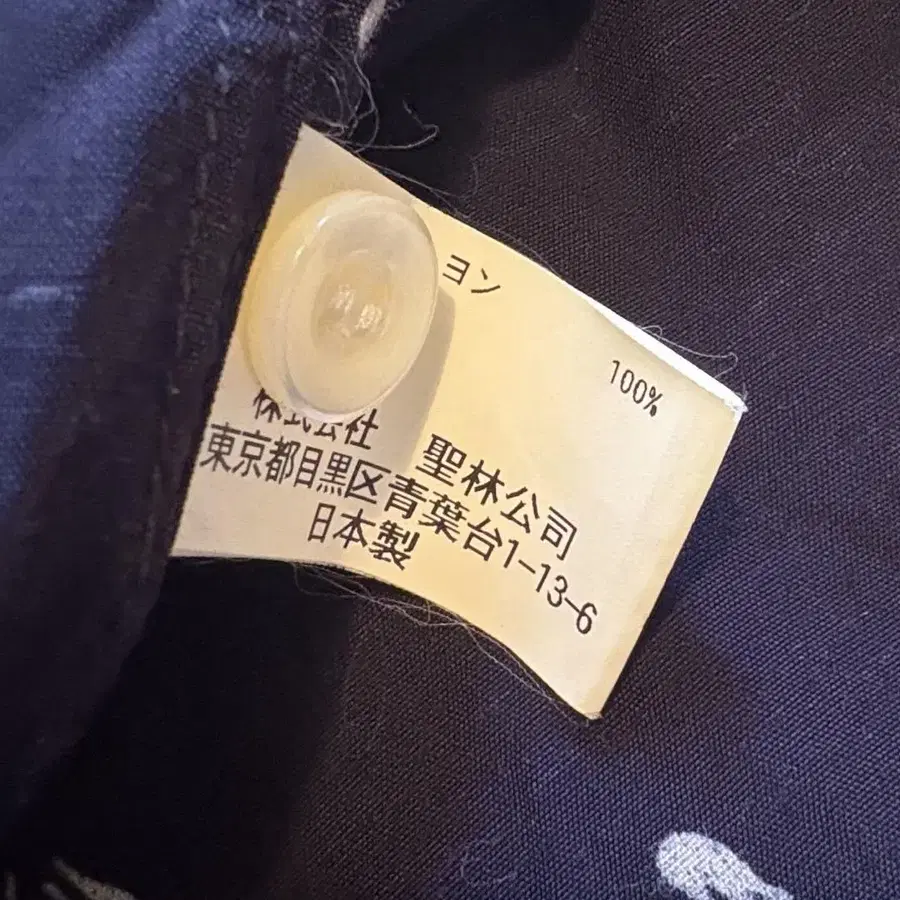 ヨン
100%
株式会社 聖林公司
東京都目黒区青葉台1-13-6
日本製